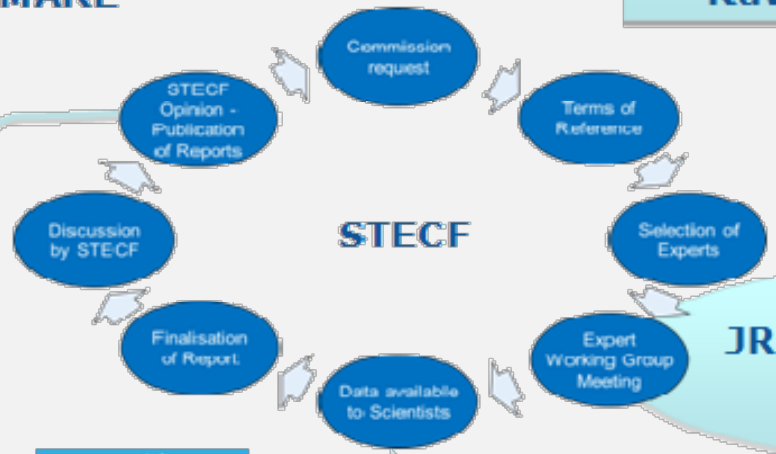 MARE
Commission
request
STECF
Opinion -
Publication
of Reports
Terms of
Reference
Discussion
by STECF
STECF
Selection of
Experts
Finalisation
of Report
Expert
Working Group
Meeting
JR
Data available
to Scientists